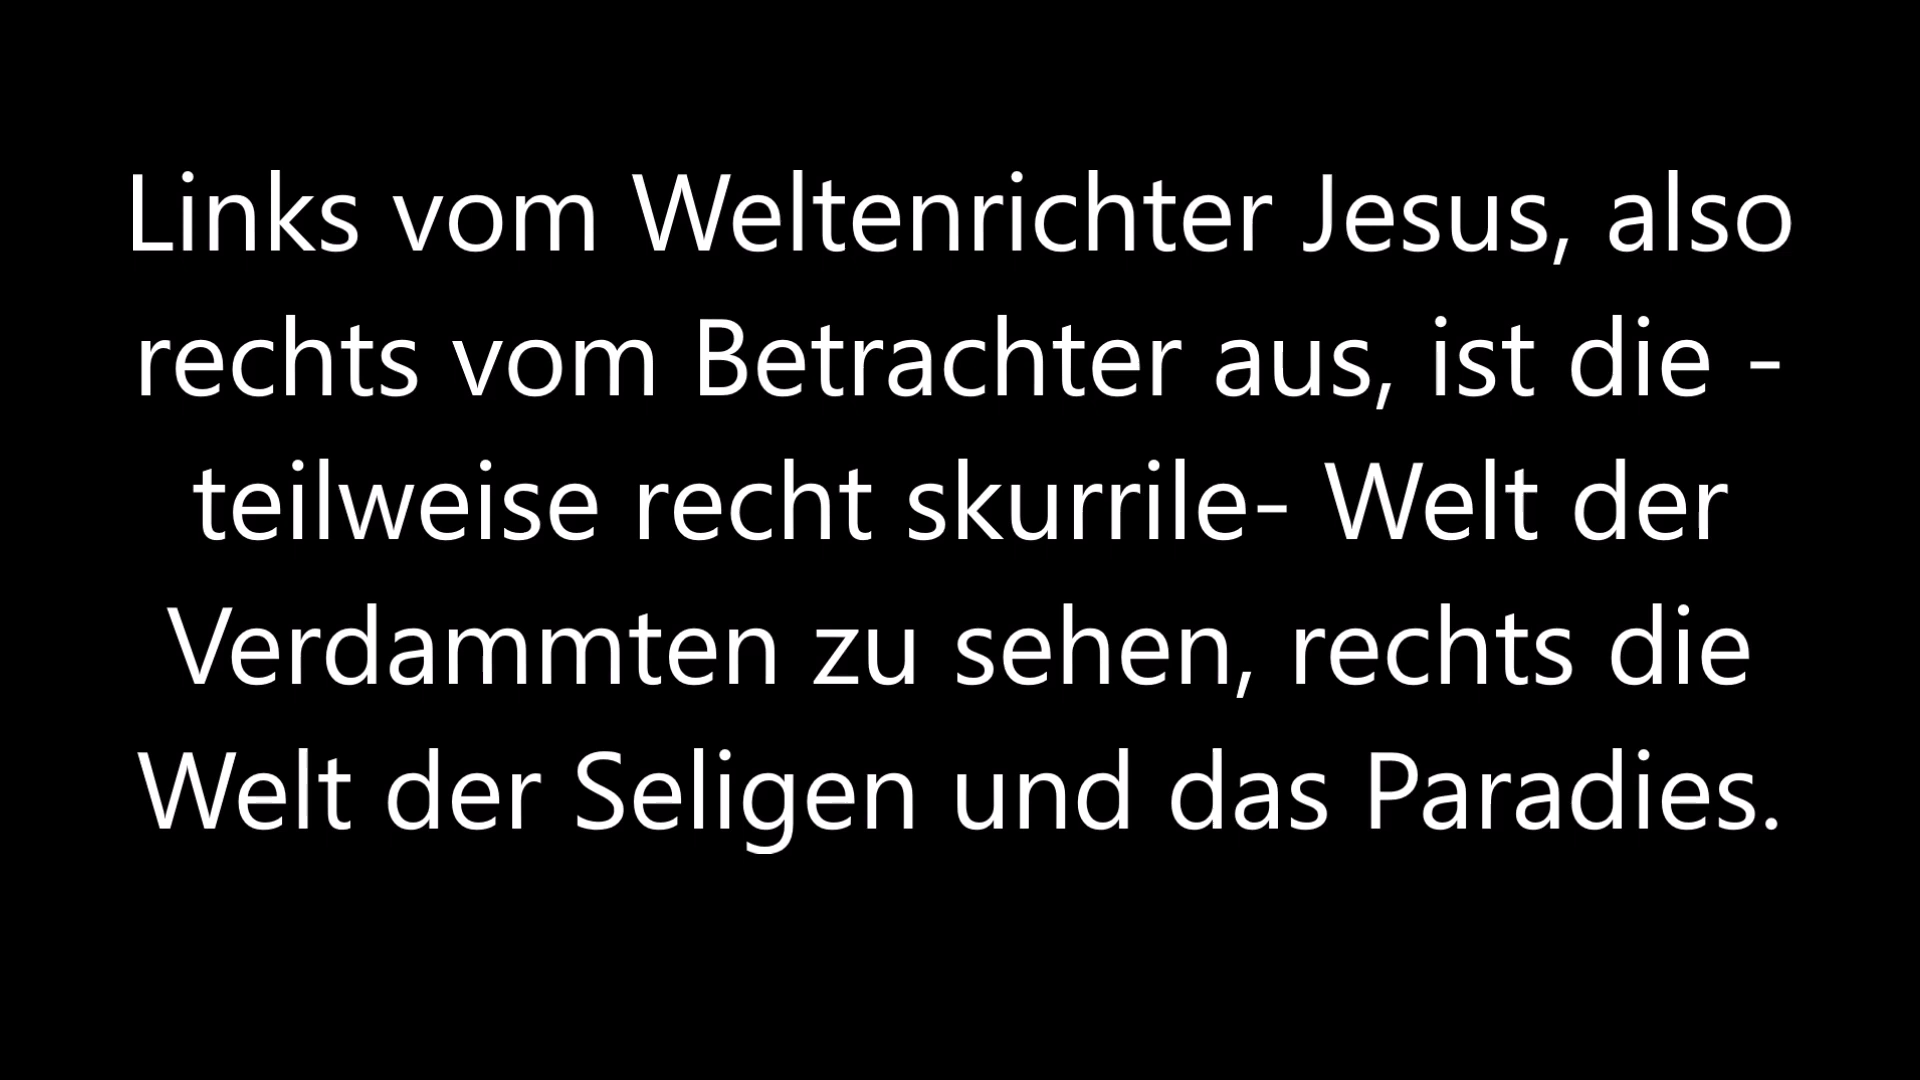 Links vom Weltenrichter Jesus, also
rechts vom Betrachter aus, ist die -
teilweise recht skurrile- Welt der
Verdammten zu sehen, rechts die
Welt der Seligen und das Paradies.